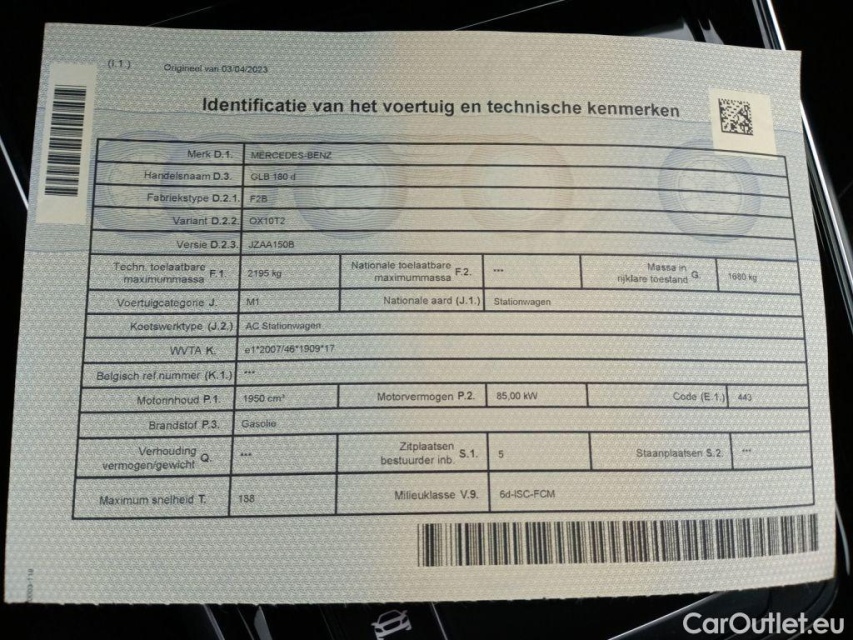 (I.1.) Origineel van 03/04/2023
Identificatie van het voertuig en technische kenmerken
Merk D.1. MERCEDES-BENZ
Handelsnaam D.3. GLB 180 d
Fabriekstype D.2.1. F2B
Variant D.2.2. OX10T2
Versie D.2.3. JZAA150B
Techn. toelaatbare maximummassa F.1. 2195 kg Nationale toelaatbare maximummassa F.2. *** Massa in rijklare toestand G. 1680 kg
Voertuigcategorie J. M1 Nationale aard (J.1.) Stationwagen
Koetswerktype (J.2.) AC Stationwagen
WVTA K. e1*2007/46*1909*17
Belgisch ref.nummer (K.1.) ***
Motorinhoud P.1. 1950 cm³ Motorvermogen P.2. 85,00 kW Code (E.1.) 443
Brandstof P.3. Gasolie
Verhouding vermogen/gewicht Q. *** Zitplaatsen bestuurder inb. S.1. 5 Staanplaatsen S.2. ***
Maximum snelheid T. 188 Milieuklasse V.9. 6d-ISC-FCM
CarOutlet.eu